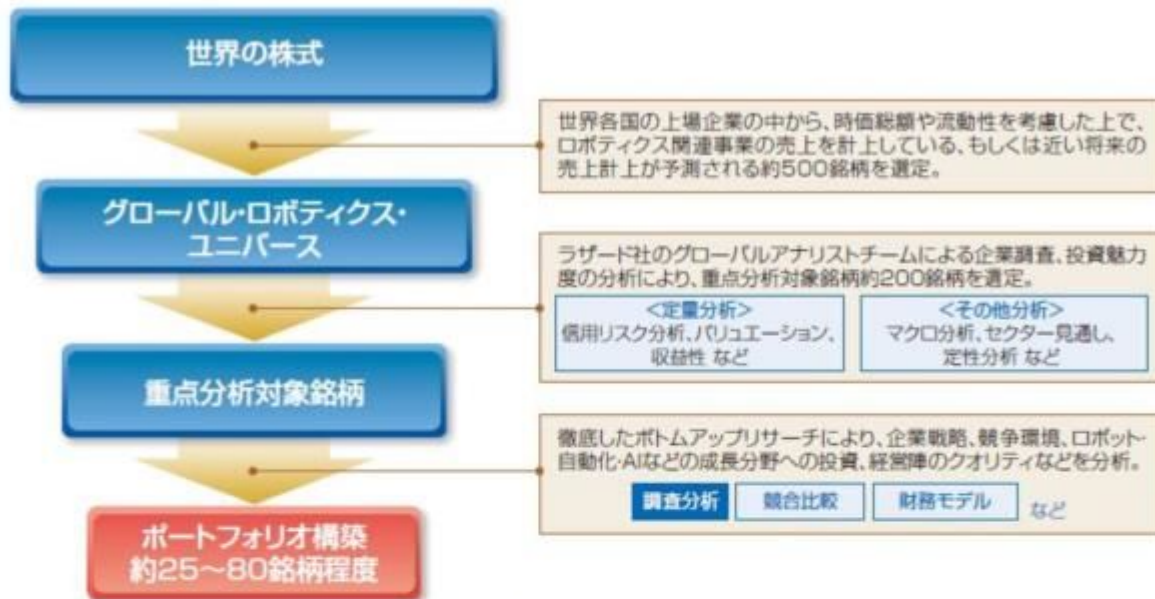 世界の株式
世界各国の上場企業の中から、時価総額や流動性を考慮した上で、
ロボティクス関連事業の売上を計上している、もしくは近い将来の
売上計上が予測される約500銘柄を選定。
グローバル・ロボティクス・
ユニバース
ラザード社のグローバルアナリストチームによる企業調査、投資魅力
度の分析により、重点分析対象銘柄約200銘柄を選定。
<定量分析>
信用リスク分析、バリュエーション、
収益性 など
<その他分析>
マクロ分析、セクター見通し、
定性分析 など
重点分析対象銘柄
徹底したボトムアップリサーチにより、企業戦略、競争環境、ロボット・
自動化・AIなどの成長分野への投資、経営陣のクオリティなどを分析。
調査分析
競合比較
財務モデル
など
ポートフォリオ構築
約25〜80銘柄程度